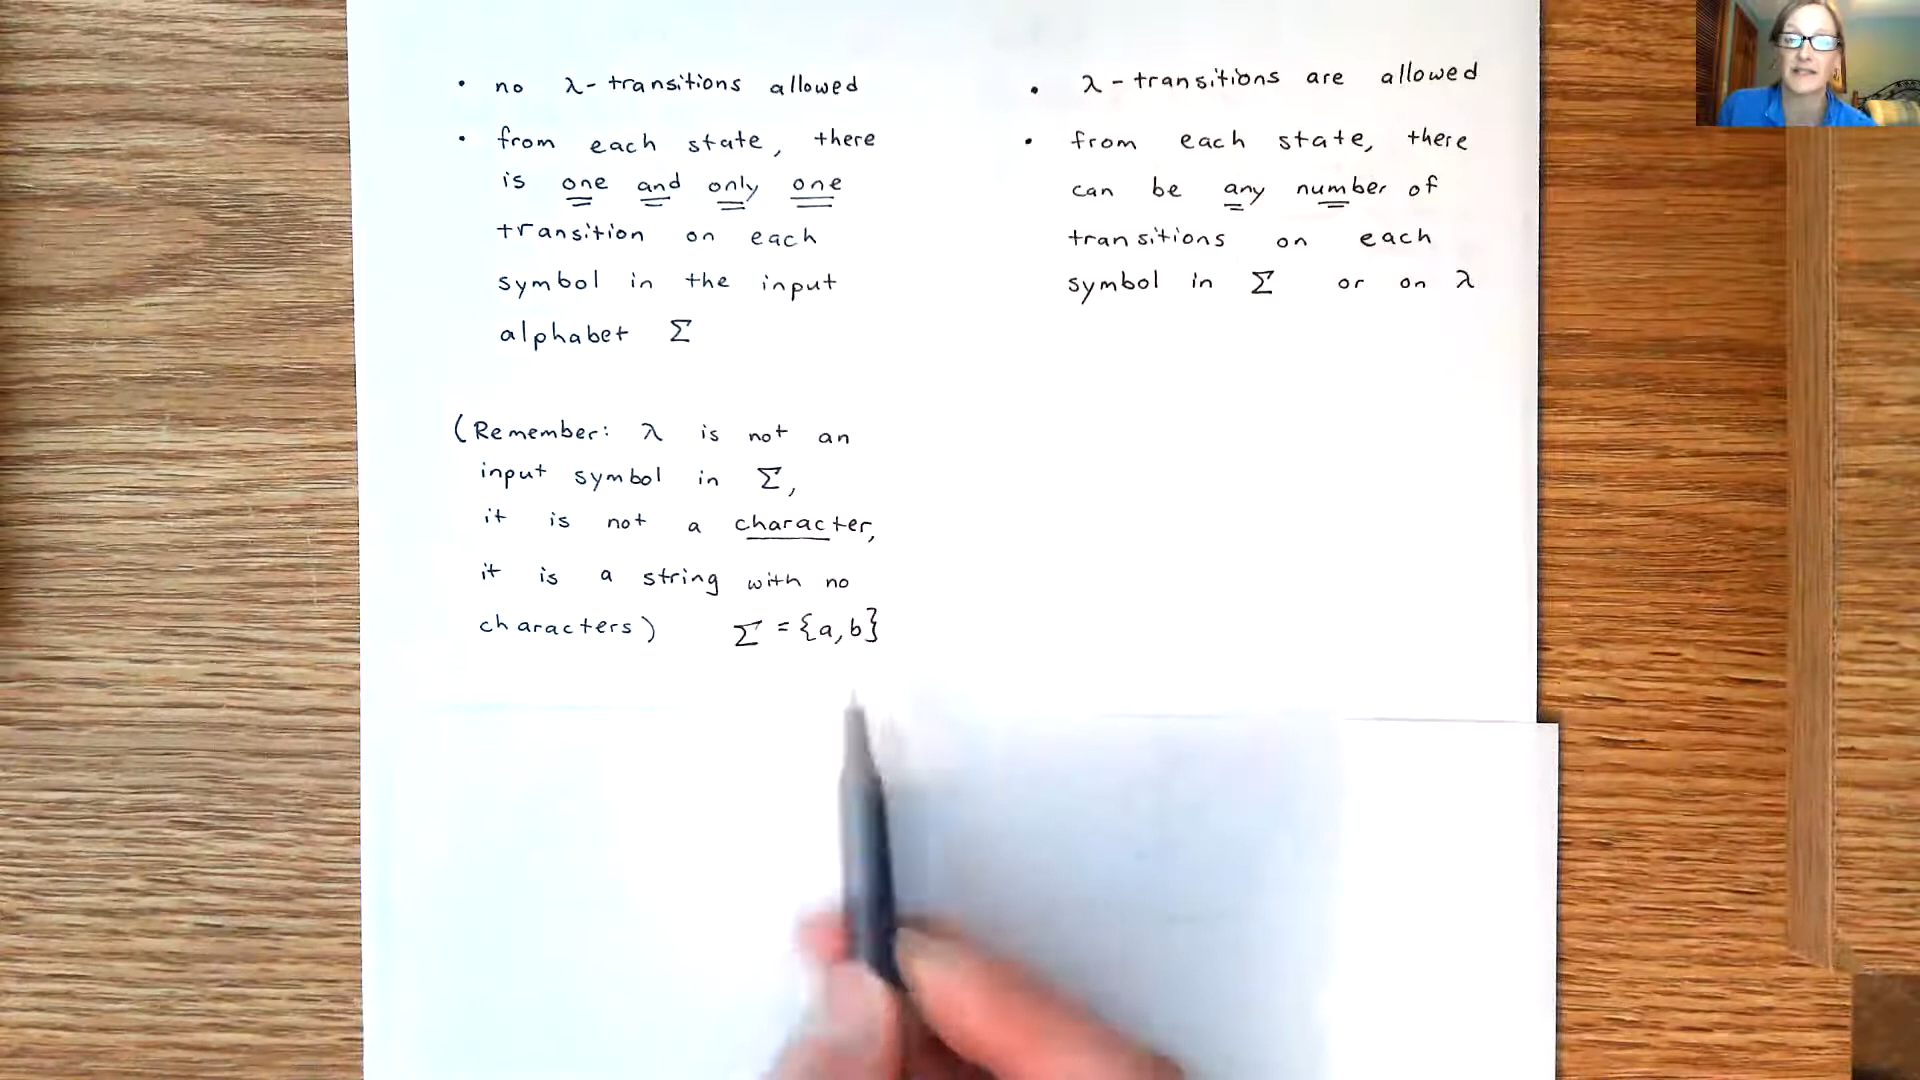 • no λ-transitions allowed
• from each state, there
is one and only one
transition on each
symbol in the input
alphabet Σ
(Remember: λ is not an
input symbol in Σ,
it is not a character,
it is a string with no
characters) Σ = {a,b}
• λ-transitions are allowed
• from each state, there
can be any number of
transitions on each
symbol in Σ or on λ